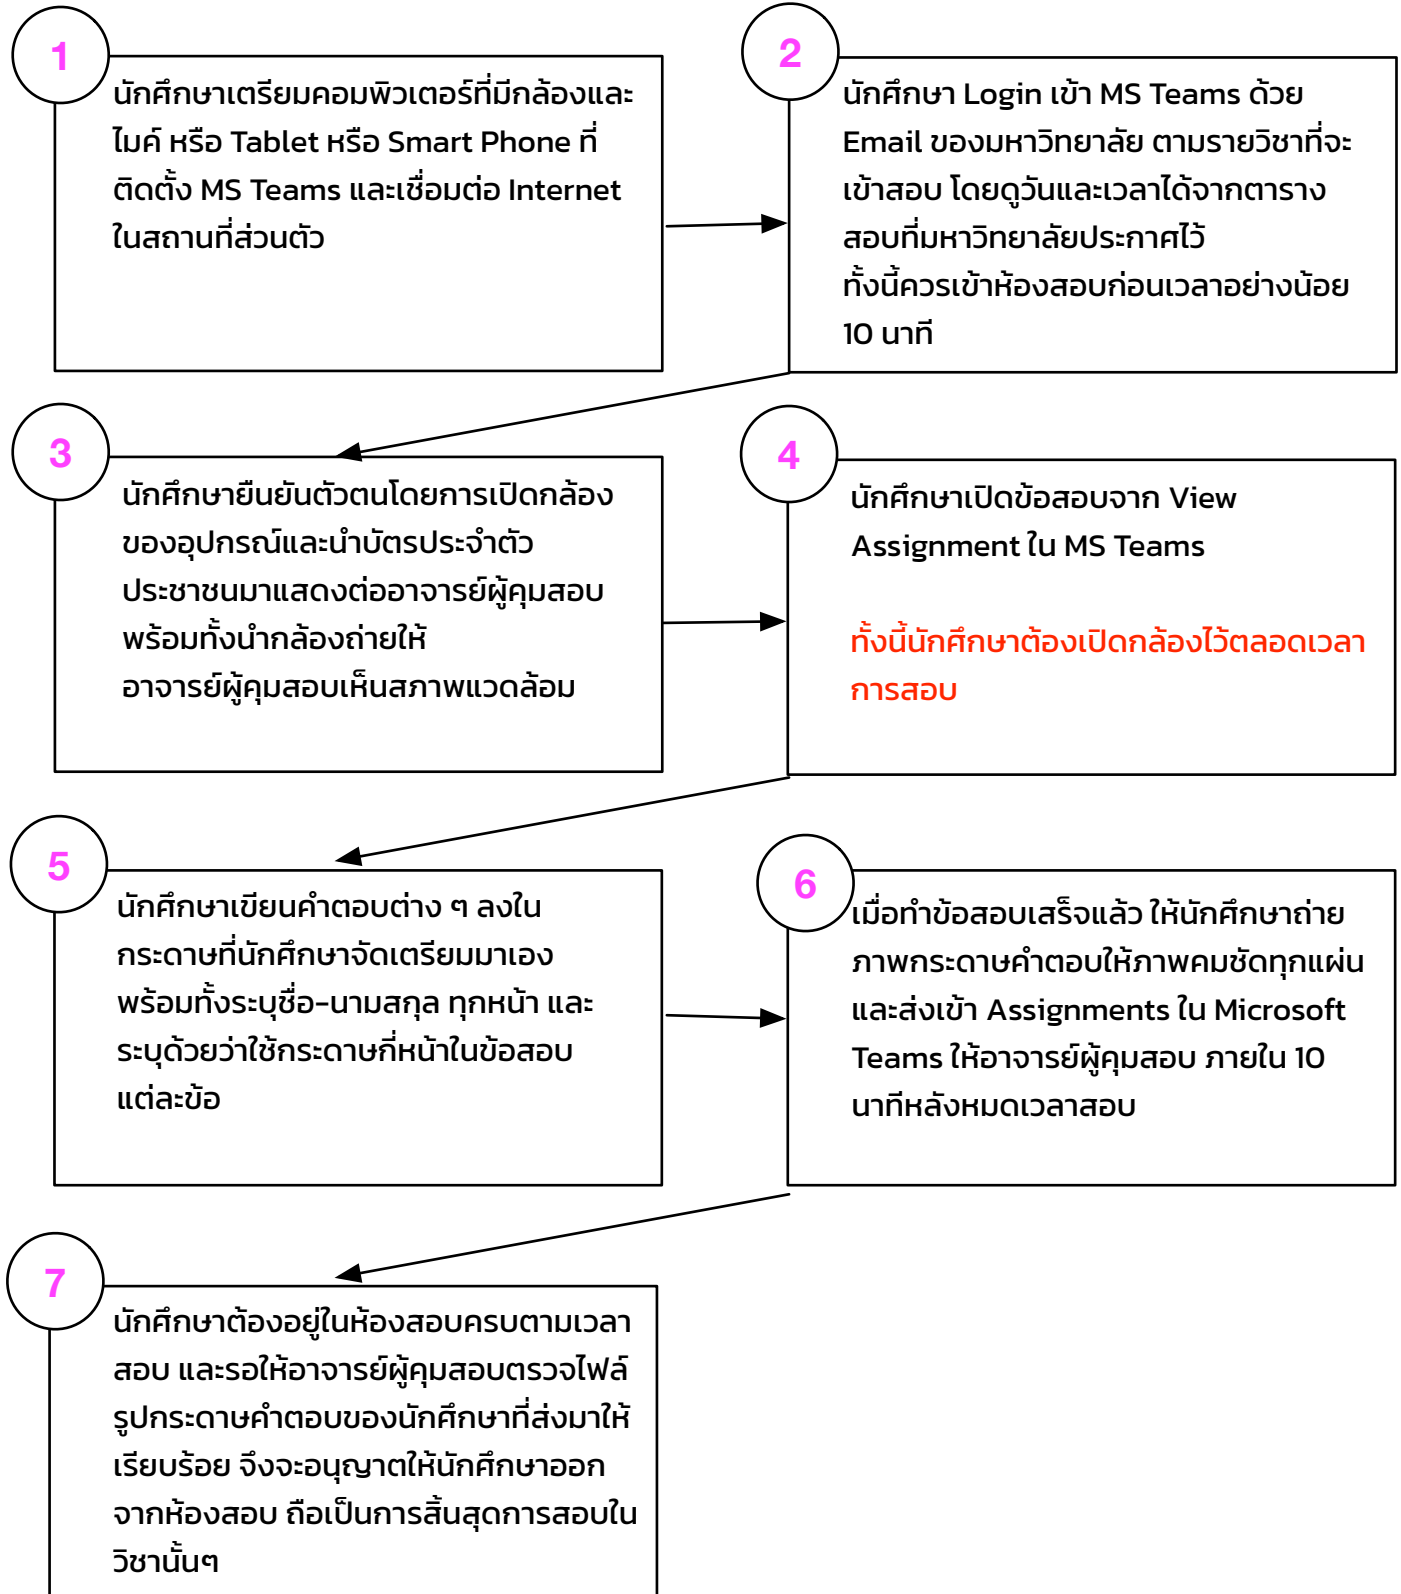 1
นักศึกษาเตรียมคอมพิวเตอร์ที่มีกล้องและ
ไมค์ หรือ Tablet หรือ Smart Phone ที่
ติดตั้ง MS Teams และเชื่อมต่อ Internet
ในสถานที่ส่วนตัว
2
นักศึกษา Login เข้า MS Teams ด้วย
Email ของมหาวิทยาลัย ตามรายวิชาที่จะ
เข้าสอบ โดยดูวันและเวลาได้จากตาราง
สอบที่มหาวิทยาลัยประกาศไว้
ทั้งนี้ควรเข้าห้องสอบก่อนเวลาอย่างน้อย
10 นาที
3
นักศึกษายืนยันตัวตนโดยการเปิดกล้อง
ของอุปกรณ์และนำบัตรประจำตัว
ประชาชนมาแสดงต่ออาจารย์ผู้คุมสอบ
พร้อมทั้งนำกล้องถ่ายให้
อาจารย์ผู้คุมสอบเห็นสภาพแวดล้อม
4
นักศึกษาเปิดข้อสอบจาก View
Assignment ใน MS Teams
ทั้งนี้นักศึกษาต้องเปิดกล้องไว้ตลอดเวลา
การสอบ
5
นักศึกษาเขียนคำตอบต่าง ๆ ลงใน
กระดาษที่นักศึกษาจัดเตรียมมาเอง
พร้อมทั้งระบุชื่อ-นามสกุล ทุกหน้า และ
ระบุด้วยว่าใช้กระดาษกี่หน้าในข้อสอบ
แต่ละข้อ
6
เมื่อทำข้อสอบเสร็จแล้ว ให้นักศึกษาถ่าย
ภาพกระดาษคำตอบให้ภาพคมชัดทุกแผ่น
และส่งเข้า Assignments ใน Microsoft
Teams ให้อาจารย์ผู้คุมสอบ ภายใน 10
นาทีหลังหมดเวลาสอบ
7
นักศึกษาต้องอยู่ในห้องสอบครบตามเวลา
สอบ และรอให้อาจารย์ผู้คุมสอบตรวจไฟล์
รูปกระดาษคำตอบของนักศึกษาที่ส่งมาให้
เรียบร้อย จึงจะอนุญาตให้นักศึกษาออก
จากห้องสอบ ถือเป็นการสิ้นสุดการสอบใน
วิชานั้นๆ